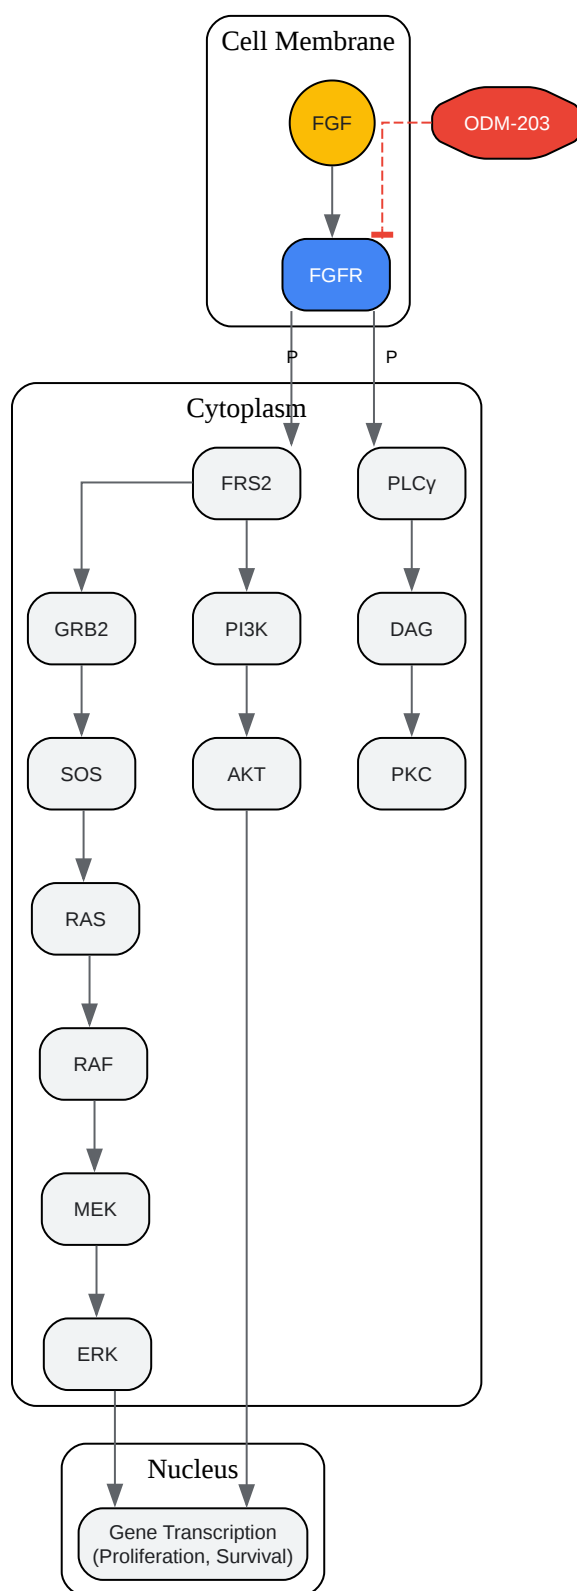 Cell Membrane
FGF
ODM-203
FGFR
P
P
Cytoplasm
FRS2
PLCγ
GRB2
PI3K
DAG
SOS
AKT
PKC
RAS
RAF
MEK
ERK
Nucleus
Gene Transcription
(Proliferation, Survival)